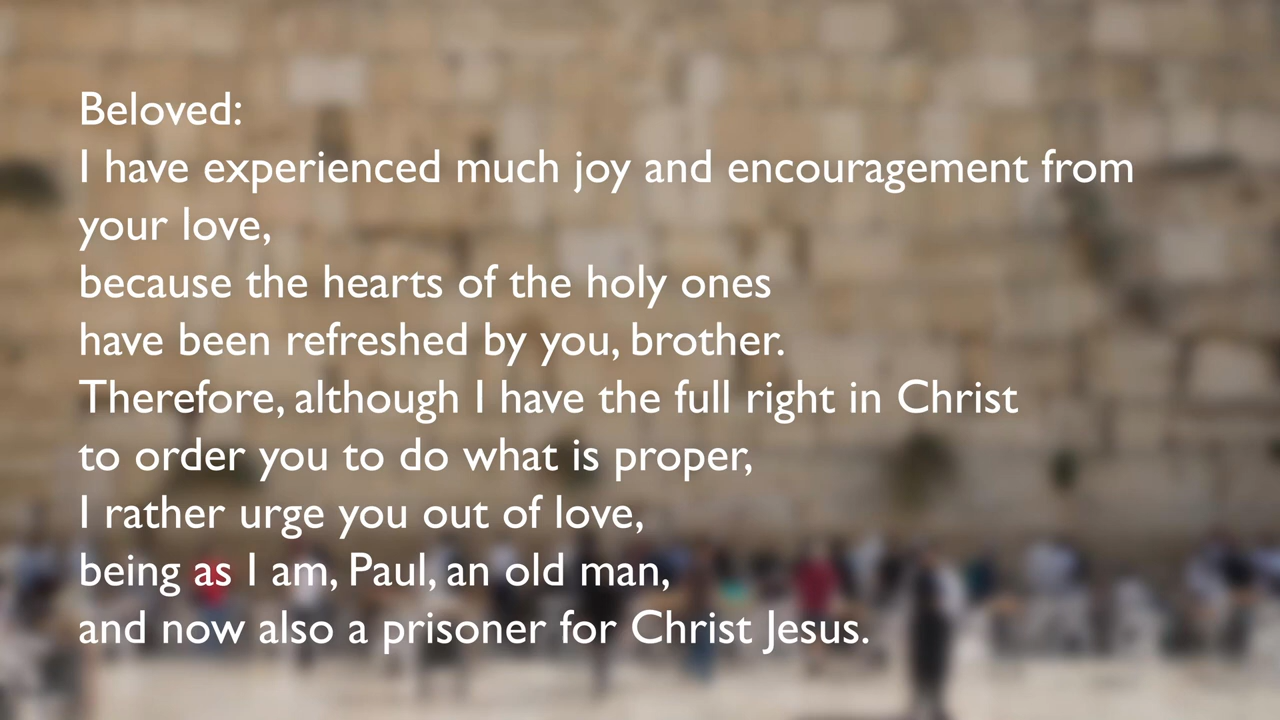 Beloved:
I have experienced much joy and encouragement from
your love,
because the hearts of the holy ones
have been refreshed by you, brother.
Therefore, although I have the full right in Christ
to order you to do what is proper,
I rather urge you out of love,
being as I am, Paul, an old man,
and now also a prisoner for Christ Jesus.